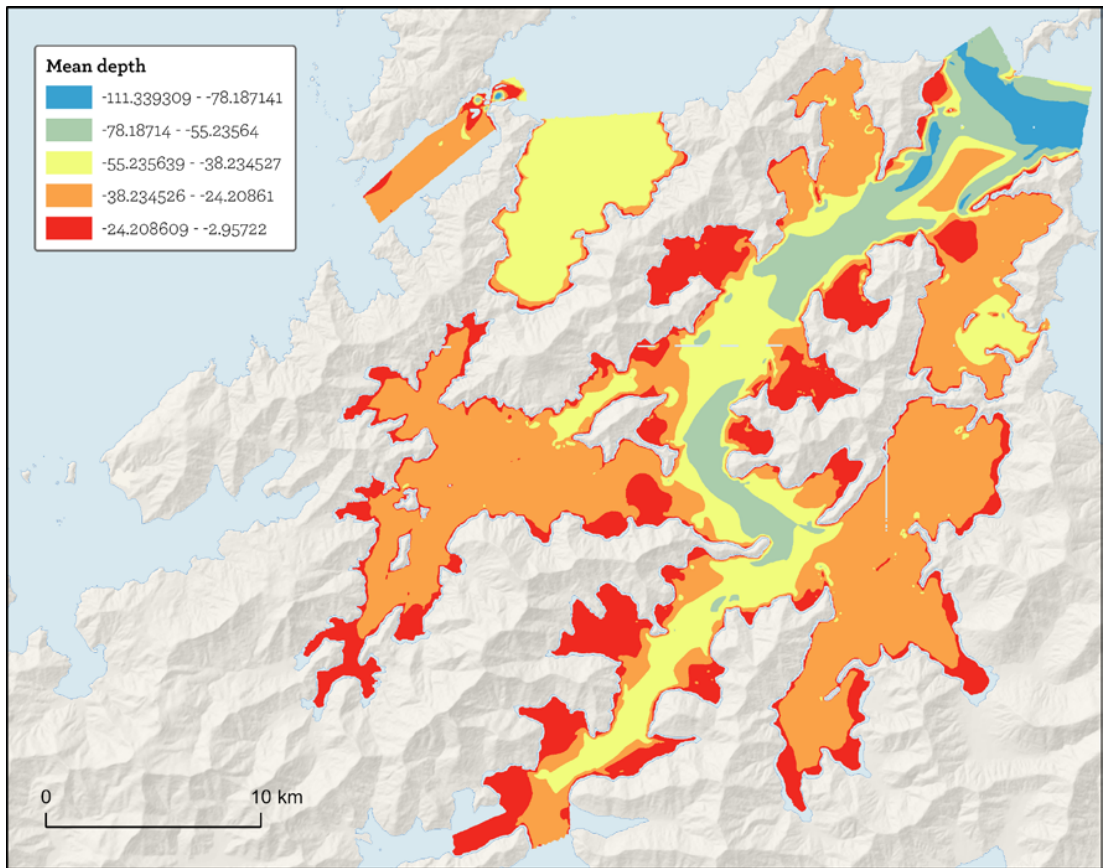 Mean depth
-111.339309 - -78.187141
-78.18714 - -55.23564
-55.235639 - -38.234527
-38.234526 - -24.20861
-24.208609 - -2.95722
0 10 km